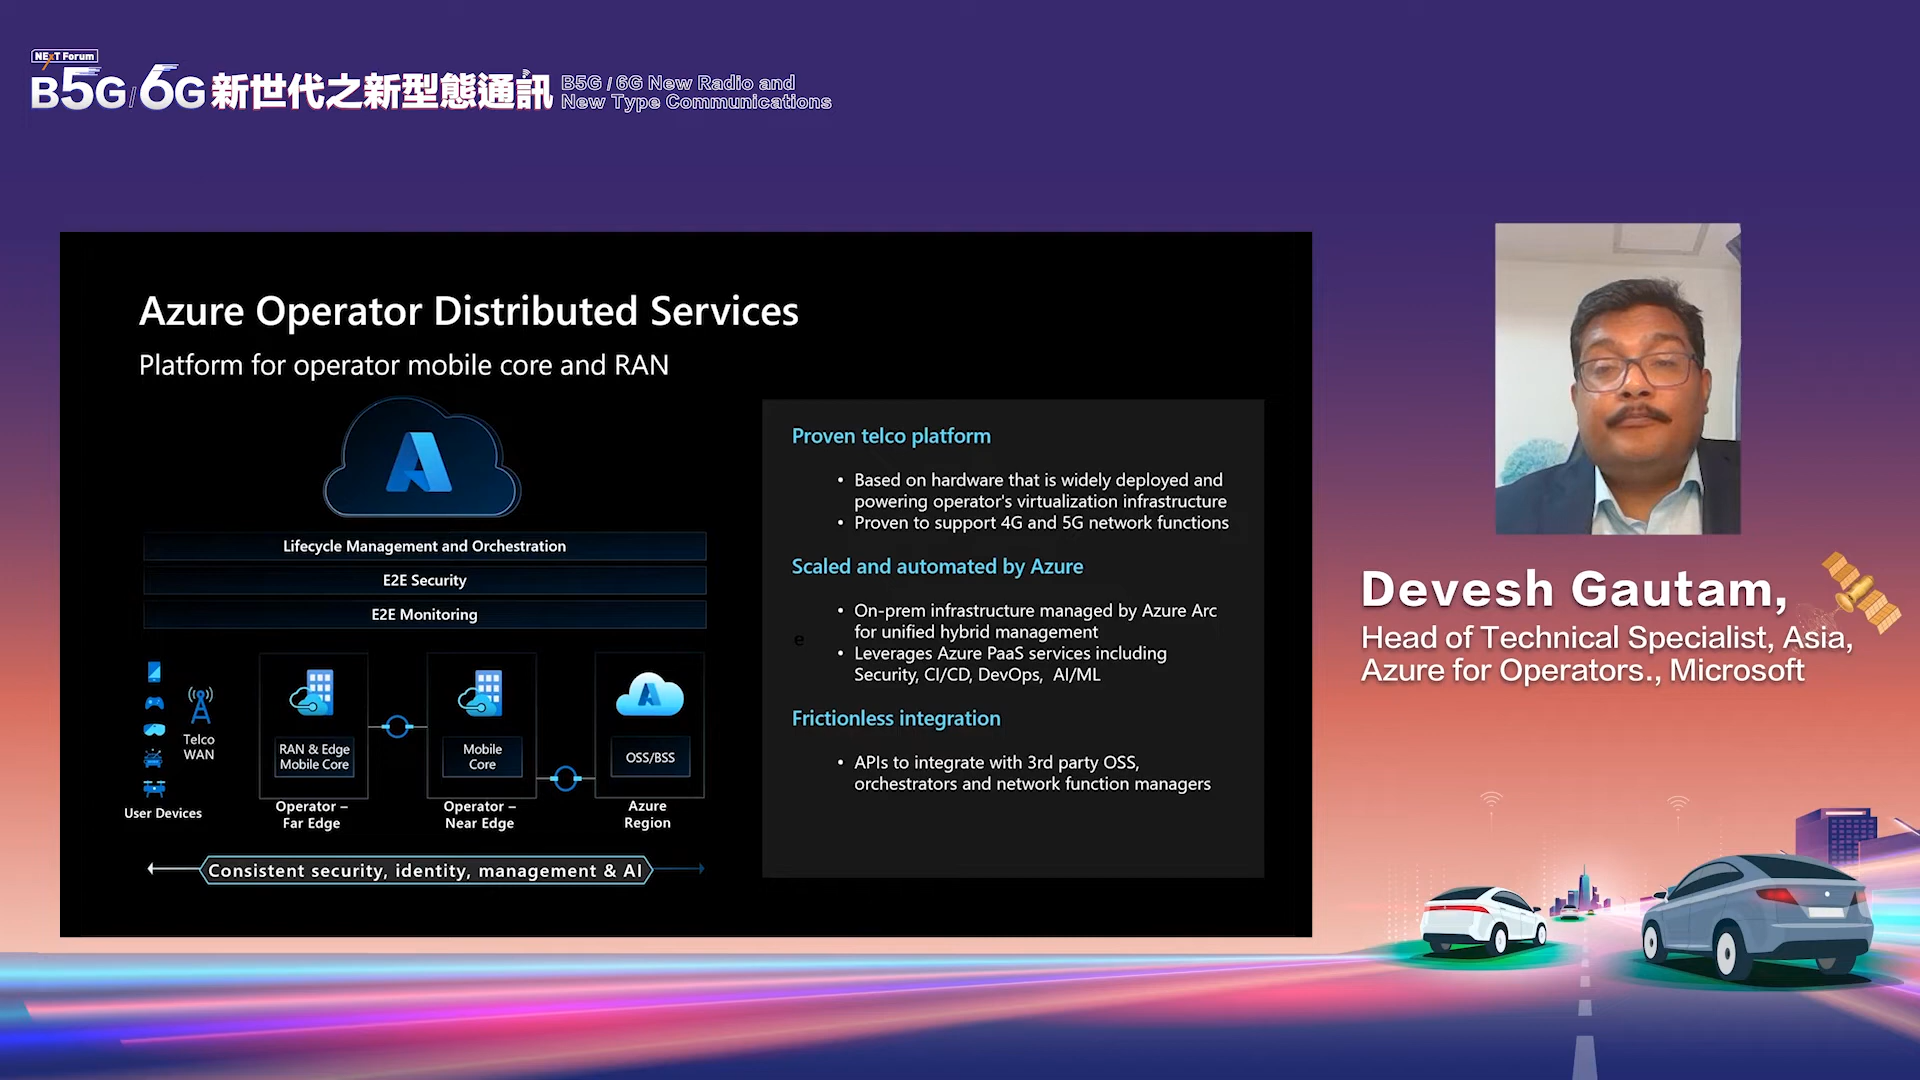 NExT Forum
B5G/6G新世代之新型態通訊
B5G / 6G New Radio and
New Type Communications
Azure Operator Distributed Services
Platform for operator mobile core and RAN
Lifecycle Management and Orchestration
E2E Security
E2E Monitoring
Telco
WAN
User Devices
RAN & Edge
Mobile Core
Operator –
Far Edge
Mobile
Core
Operator –
Near Edge
OSS/BSS
Azure
Region
Consistent security, identity, management & AI
Proven telco platform
• Based on hardware that is widely deployed and
powering operator's virtualization infrastructure
• Proven to support 4G and 5G network functions
Scaled and automated by Azure
• On-prem infrastructure managed by Azure Arc
for unified hybrid management
e
• Leverages Azure PaaS services including
Security, CI/CD, DevOps, AI/ML
Frictionless integration
• APIs to integrate with 3rd party OSS,
orchestrators and network function managers
Devesh Gautam,
Head of Technical Specialist, Asia,
Azure for Operators., Microsoft